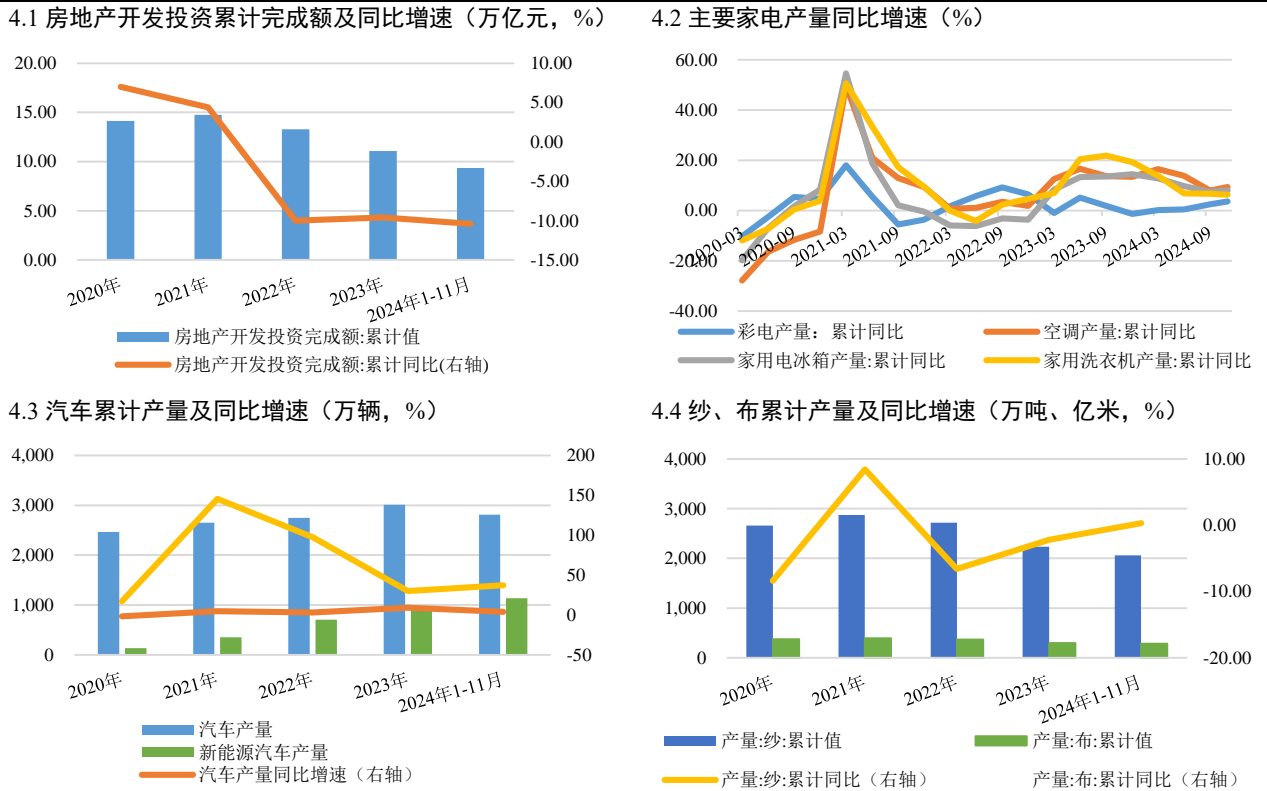 4.1 房地产开发投资累计完成额及同比增速（万亿元，%）
20.00
15.00
10.00
5.00
0.00
10.00
5.00
0.00
-5.00
-10.00
-15.00
2020年
2021年
2022年
2023年
2024年1-11月
房地产开发投资完成额:累计值
房地产开发投资完成额:累计同比(右轴)
4.2 主要家电产量同比增速（%）
60.00
40.00
20.00
0.00
-20.00
-40.00
2020-03
2020-09
2021-03
2021-09
2022-03
2022-09
2023-03
2023-09
2024-03
2024-09
彩电产量：累计同比
空调产量:累计同比
家用电冰箱产量:累计同比
家用洗衣机产量:累计同比
4.3 汽车累计产量及同比增速（万辆，%）
4,000
3,000
2,000
1,000
0
200
150
100
50
0
-50
2020年
2021年
2022年
2023年
2024年1-11月
汽车产量
新能源汽车产量
汽车产量同比增速（右轴）
4.4 纱、布累计产量及同比增速（万吨、亿米，%）
4,000
3,000
2,000
1,000
0
10.00
0.00
-10.00
-20.00
2020年
2021年
2022年
2023年
2024年1-11月
产量:纱:累计值
产量:布:累计值
产量:纱:累计同比（右轴）
产量:布:累计同比（右轴）